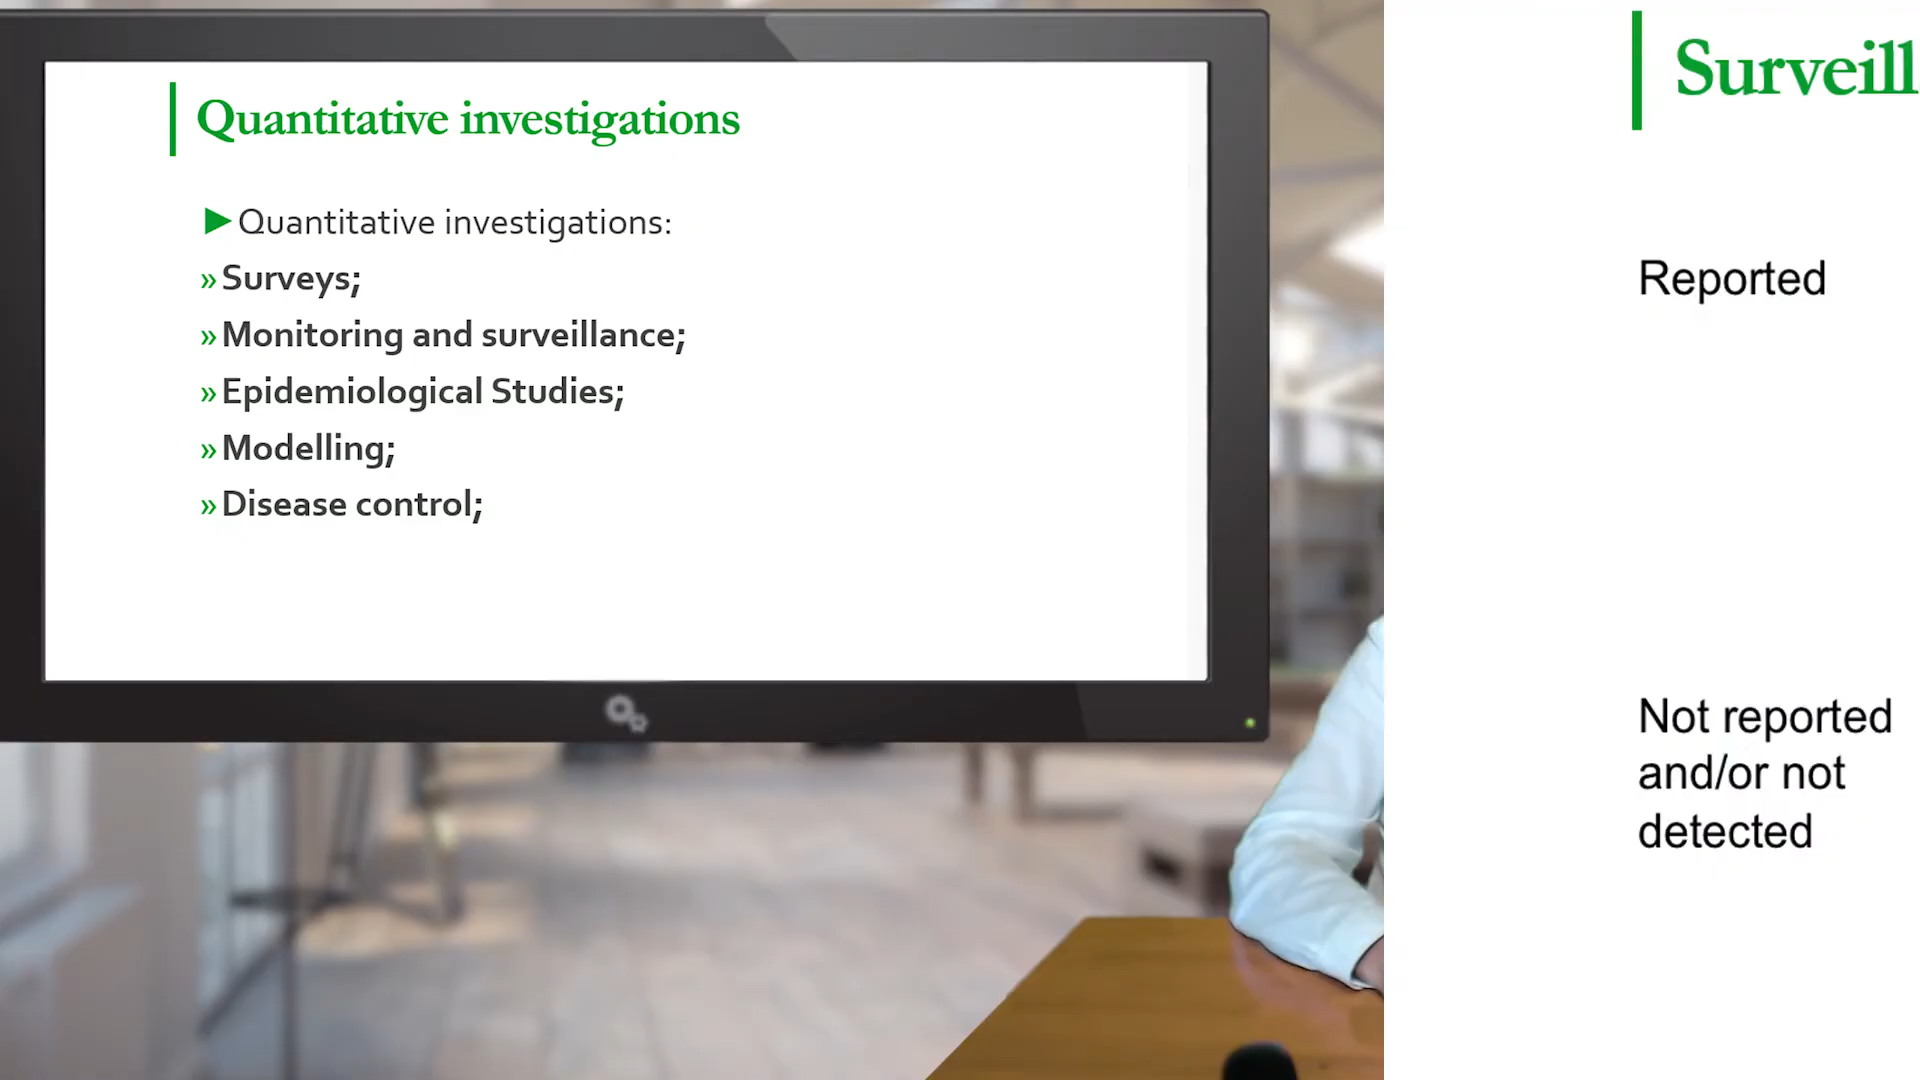 Quantitative investigations
►Quantitative investigations:
» Surveys;
» Monitoring and surveillance;
» Epidemiological Studies;
» Modelling;
» Disease control;
Surveill
Reported
Not reported
and/or not
detected